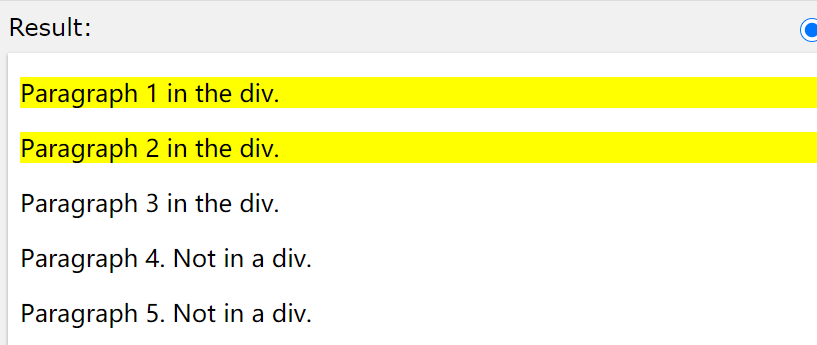 Result:
Paragraph 1 in the div.
Paragraph 2 in the div.
Paragraph 3 in the div.
Paragraph 4. Not in a div.
Paragraph 5. Not in a div.